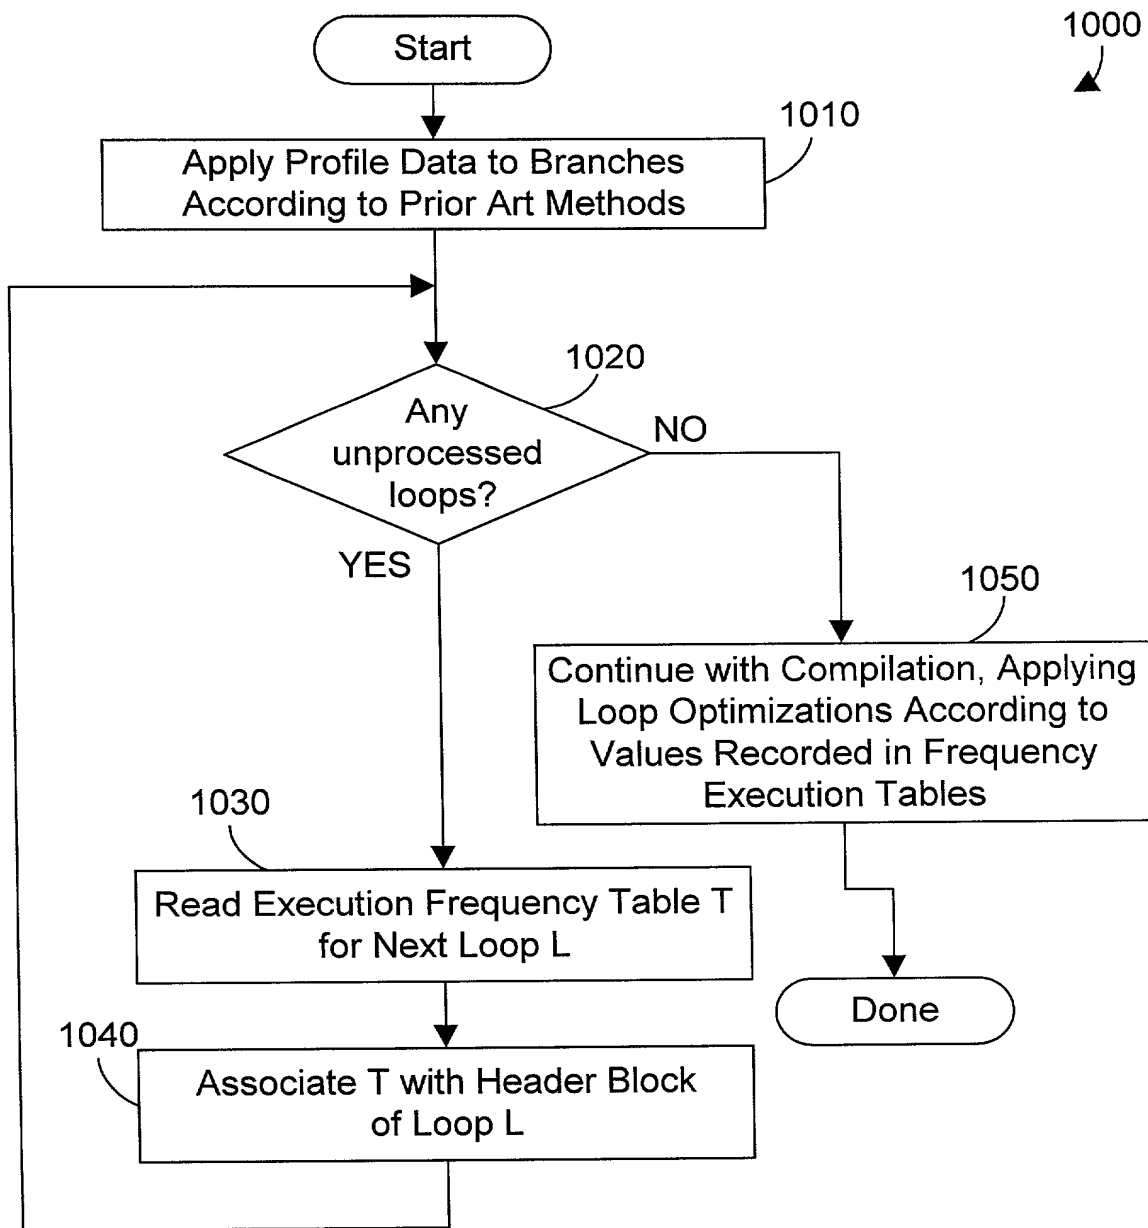 1000
Start
1010
Apply Profile Data to Branches
According to Prior Art Methods
1020
Any
unprocessed
loops?
NO
YES
1050
Continue with Compilation, Applying
Loop Optimizations According to
Values Recorded in Frequency
Execution Tables
1030
Read Execution Frequency Table T
for Next Loop L
Done
1040
Associate T with Header Block
of Loop L